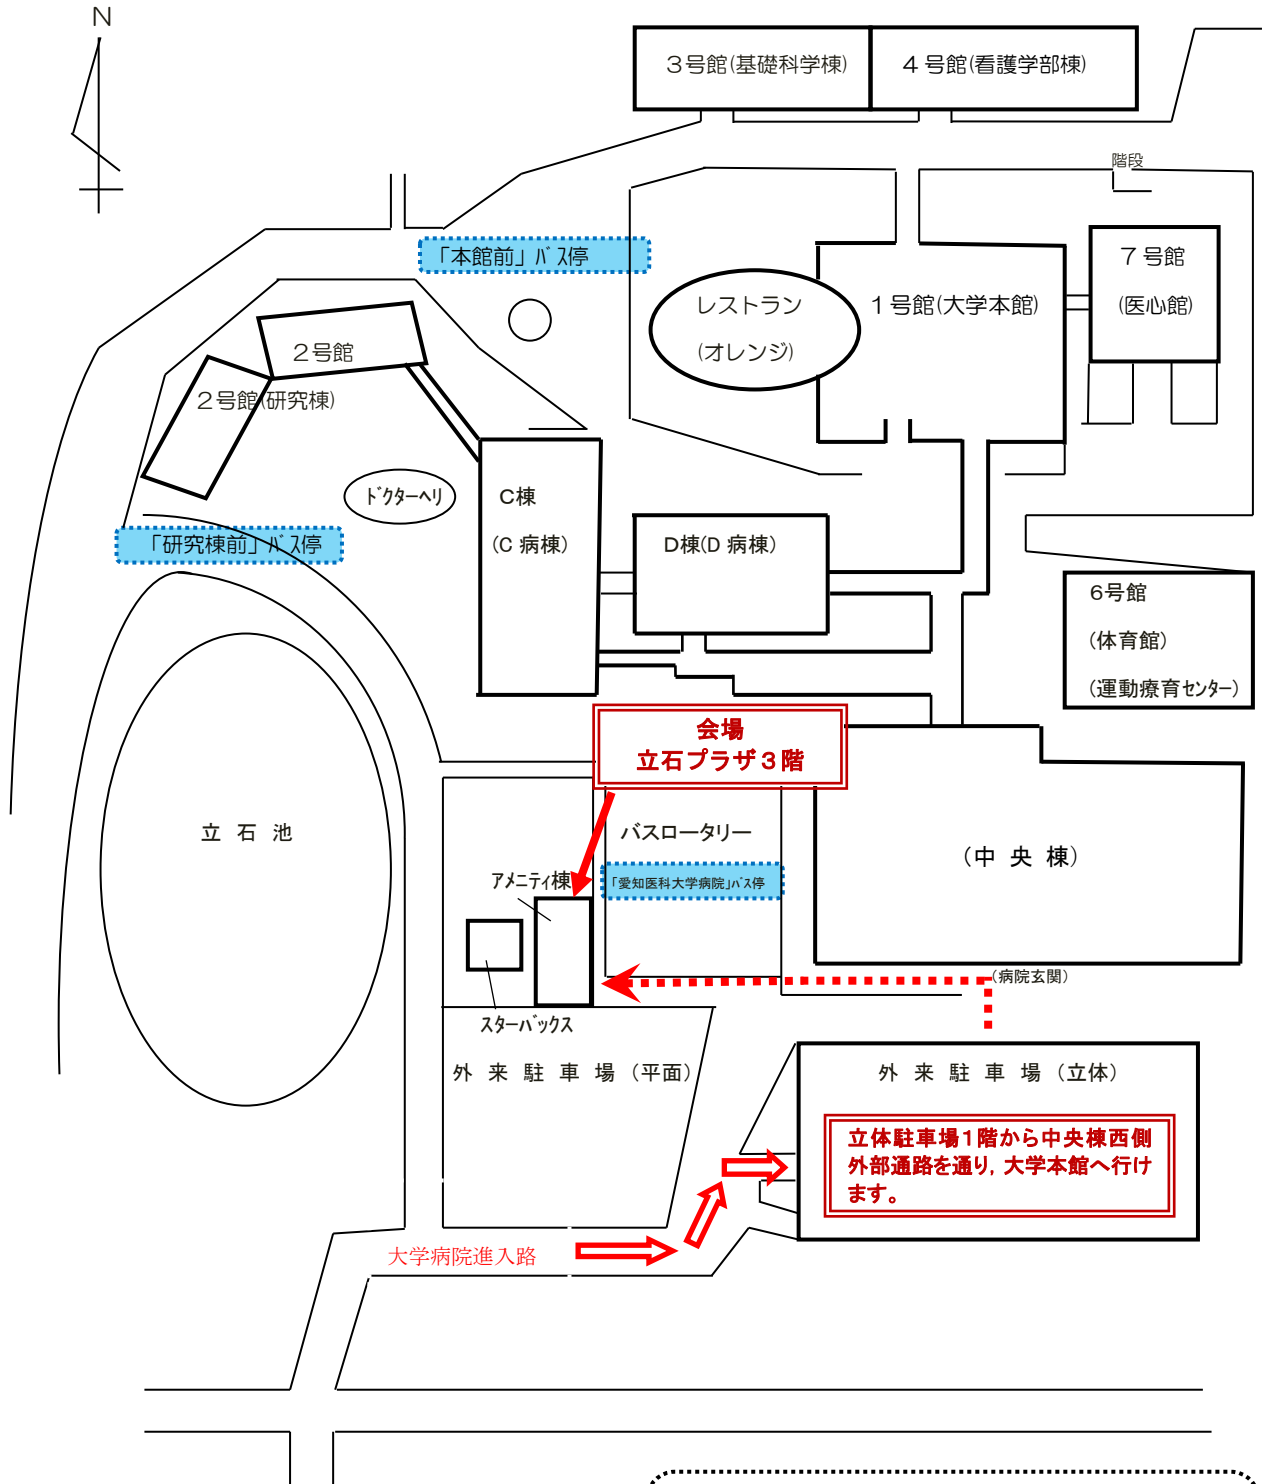 N
３号館(基礎科学棟)
４号館(看護学部棟)
階段
「本館前」バス停
７号館
(医心館)
レストラン
(オレンジ)
１号館(大学本館)
２号館
２号館(研究棟)
ドクターヘリ
C棟
(C 病棟)
D棟(D 病棟)
「研究棟前」バス停
6号館
(体育館)
(運動療育センター)
会場
立石プラザ３階
立 石 池
バスロータリー
(中 央 棟)
アメニティ棟
「愛知医科大学病院」バス停
(病院玄関)
スターバックス
外 来 駐 車 場 (平面)
外 来 駐 車 場 (立体)
立体駐車場１階から中央棟西側
外部通路を通り，大学本館へ行け
ます。
大学病院進入路